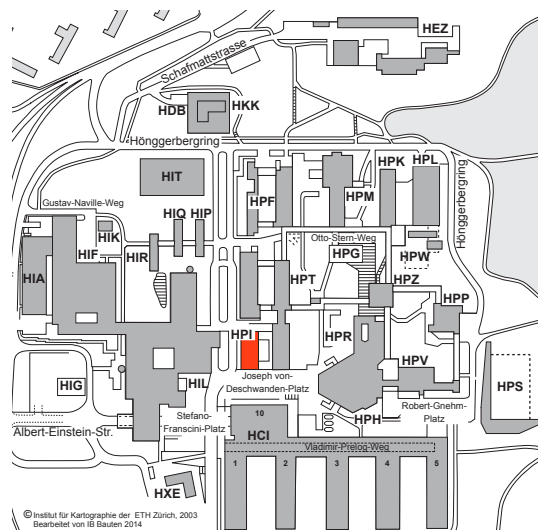 HEZ
Schafmattstrasse
HDB
HKK
Hönggerbergring
HIT
HPF
HPM
HPK
HPL
Hönggerbergring
Gustav-Naville-Weg
HIK
HIQ
HIP
HIR
HIF
HIA
Otto-Stern-Weg
HPG
HPW
HPT
HPZ
HPP
HPI
HPR
HPV
HPS
HIG
HIL
Joseph von-
Deschwanden-Platz
Robert-Gnehm-
Platz
HPH
Stefano-
Franscini-Platz
Albert-Einstein-Str.
10
HCI
Vladimir-Prelog-Weg
1
2
3
4
5
HXE
© Institut für Kartographie der ETH Zürich, 2003
Bearbeitet von IB Bauten 2014